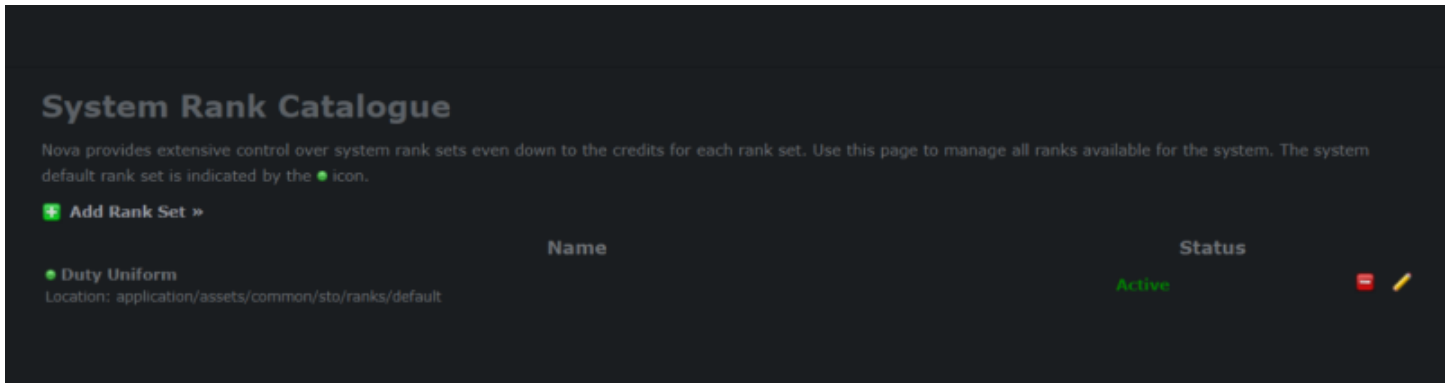 System Rank Catalogue
Nova provides extensive control over system rank sets even down to the credits for each rank set. Use this page to manage all ranks available for the system. The system
default rank set is indicated by the icon.
Add Rank Set »
Name Status
Duty Uniform
Active
Location: application/assets/common/sto/ranks/default